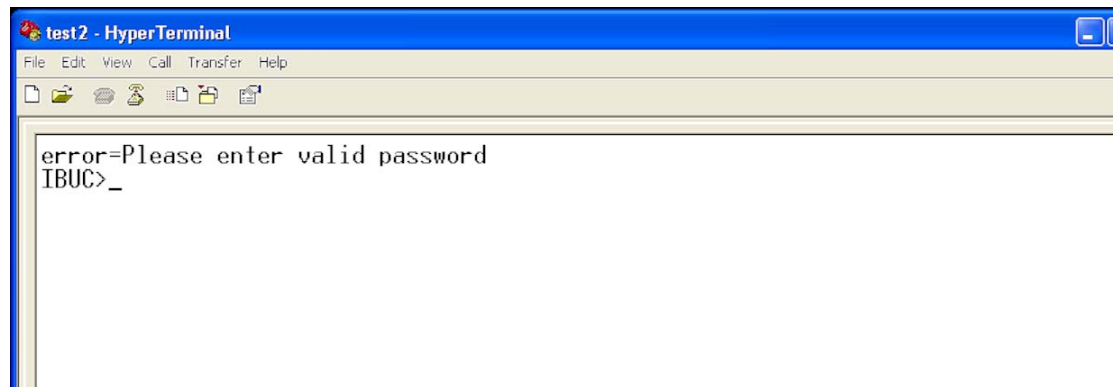 test2 - HyperTerminal
File Edit View Call Transfer Help
error=Please enter valid password
IBUC>_